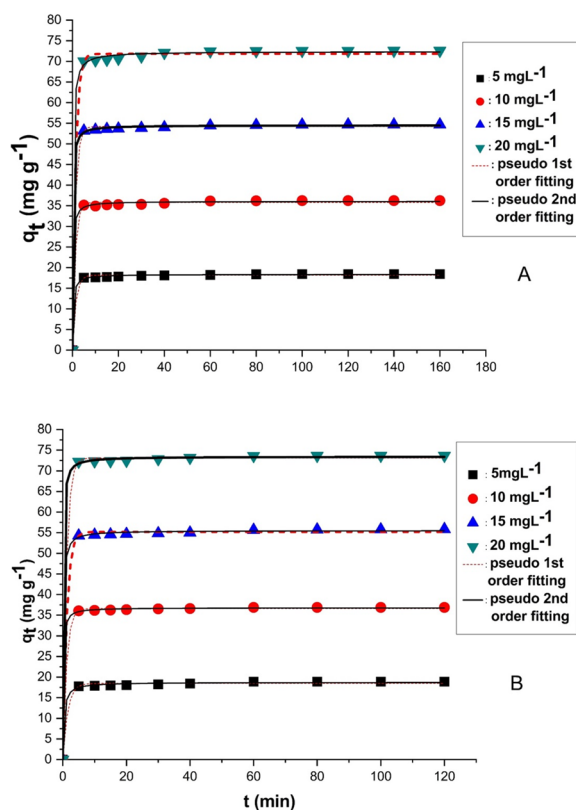 80
75
70
65
60
55
50
45
40
35
30
25
20
15
10
5
0
qt (mg g-1)
0 20 40 60 80 100 120 140 160 180
: 5 mgL-1
: 10 mgL-1
: 15 mgL-1
: 20 mgL-1
: pseudo 1st
order fitting
: pseudo 2nd
order fitting
A
80
75
70
65
60
55
50
45
40
35
30
25
20
15
10
5
0
qt (mg g-1)
0 20 40 60 80 100 120
t (min)
: 5mgL-1
: 10 mgL-1
: 15 mgL-1
: 20 mgL-1
: pseudo 1st
order fitting
: pseudo 2nd
order fitting
B